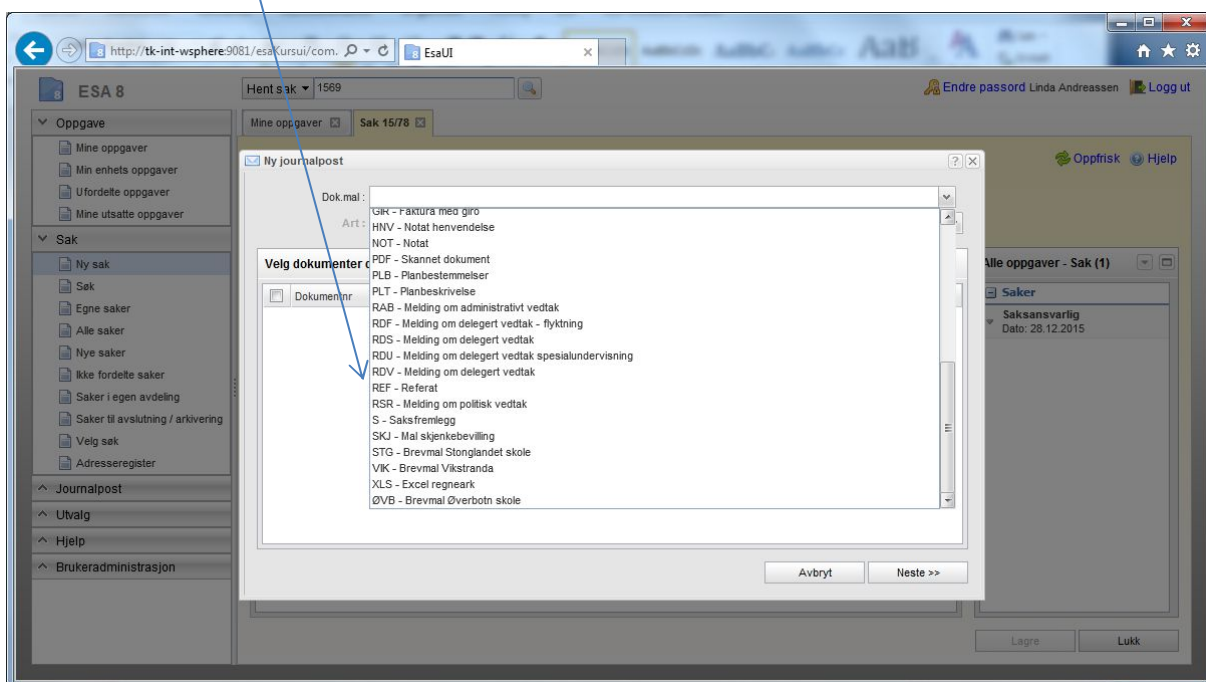 http://tk-int-wsphere:9081/esaKursui/com.
EsaUI
ESA 8
Hent sak
1569
Endre passord Linda Andreassen
Logg ut
Oppgave
Mine oppgaver
Min enhets oppgaver
Ufordelte oppgaver
Mine utsatte oppgaver
Sak
Ny sak
Søk
Egne saker
Alle saker
Nye saker
Ikke fordelte saker
Saker i egen avdeling
Saker til avslutning / arkivering
Velg søk
Adresseregister
Journalpost
Utvalg
Hjelp
Brukeradministrasjon
Mine oppgaver
Sak 15/78
Oppfrisk
Hjelp
Ny journalpost
Dok.mal :
Art :
Velg dokumenter
Dokumentnr
GIR - Faktura med giro
HNV - Notat henvendelse
NOT - Notat
PDF - Skannet dokument
PLB - Planbestemmelser
PLT - Planbeskrivelse
RAB - Melding om administrativt vedtak
RDF - Melding om delegert vedtak - flyktning
RDS - Melding om delegert vedtak
RDU - Melding om delegert vedtak spesialundervisning
RDV - Melding om delegert vedtak
REF - Referat
RSR - Melding om politisk vedtak
S - Saksfremlegg
SKJ - Mal skjenkebevilling
STG - Brevmal Stonglandet skole
VIK - Brevmal Vikstranda
XLS - Excel regneark
ØVB - Brevmal Øverbotn skole
Avbryt
Neste >>
Alle oppgaver - Sak (1)
Saker
Saksansvarlig
Dato: 28.12.2015
Lagre
Lukk